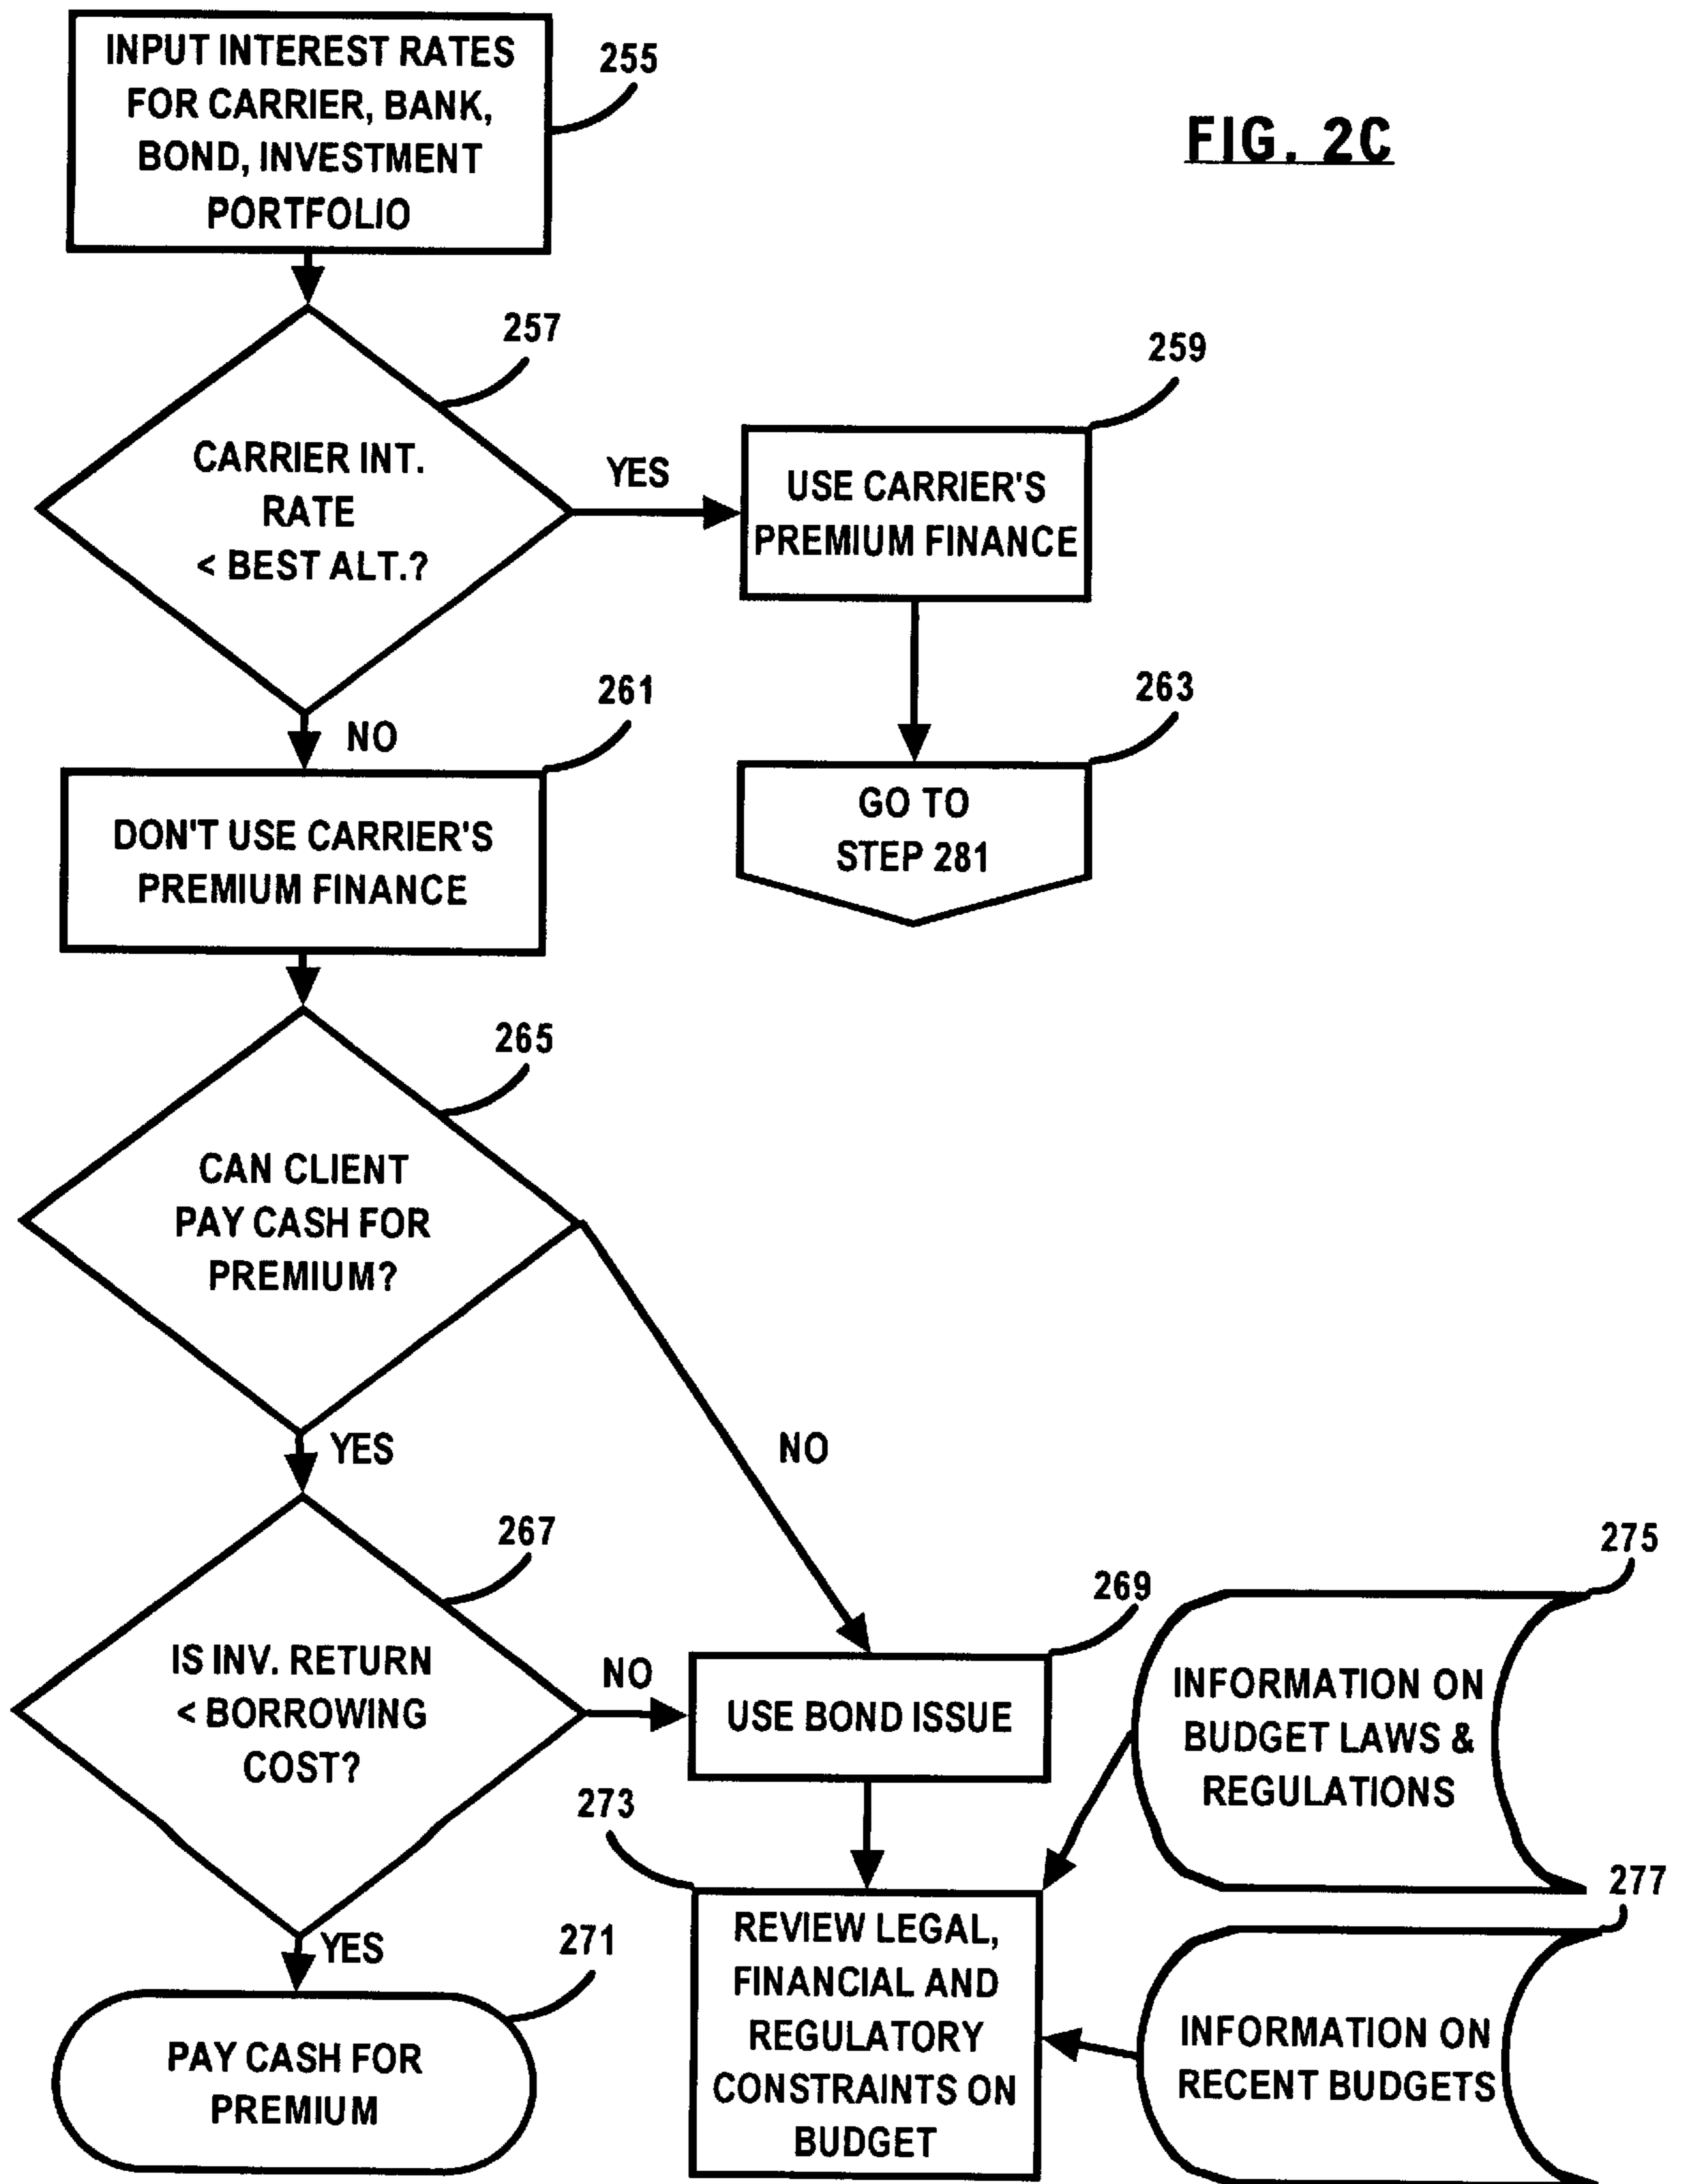 INPUT INTEREST RATES
FOR CARRIER, BANK,
BOND, INVESTMENT
PORTFOLIO
255
FIG. 2C
257
CARRIER INT.
RATE
< BEST ALT.?
YES
259
USE CARRIER'S
PREMIUM FINANCE
NO
261
DON'T USE CARRIER'S
PREMIUM FINANCE
263
GO TO
STEP 281
265
CAN CLIENT
PAY CASH FOR
PREMIUM?
YES
NO
267
IS INV. RETURN
< BORROWING
COST?
NO
269
USE BOND ISSUE
275
INFORMATION ON
BUDGET LAWS &
REGULATIONS
YES
271
PAY CASH FOR
PREMIUM
273
REVIEW LEGAL,
FINANCIAL AND
REGULATORY
CONSTRAINTS ON
BUDGET
277
INFORMATION ON
RECENT BUDGETS